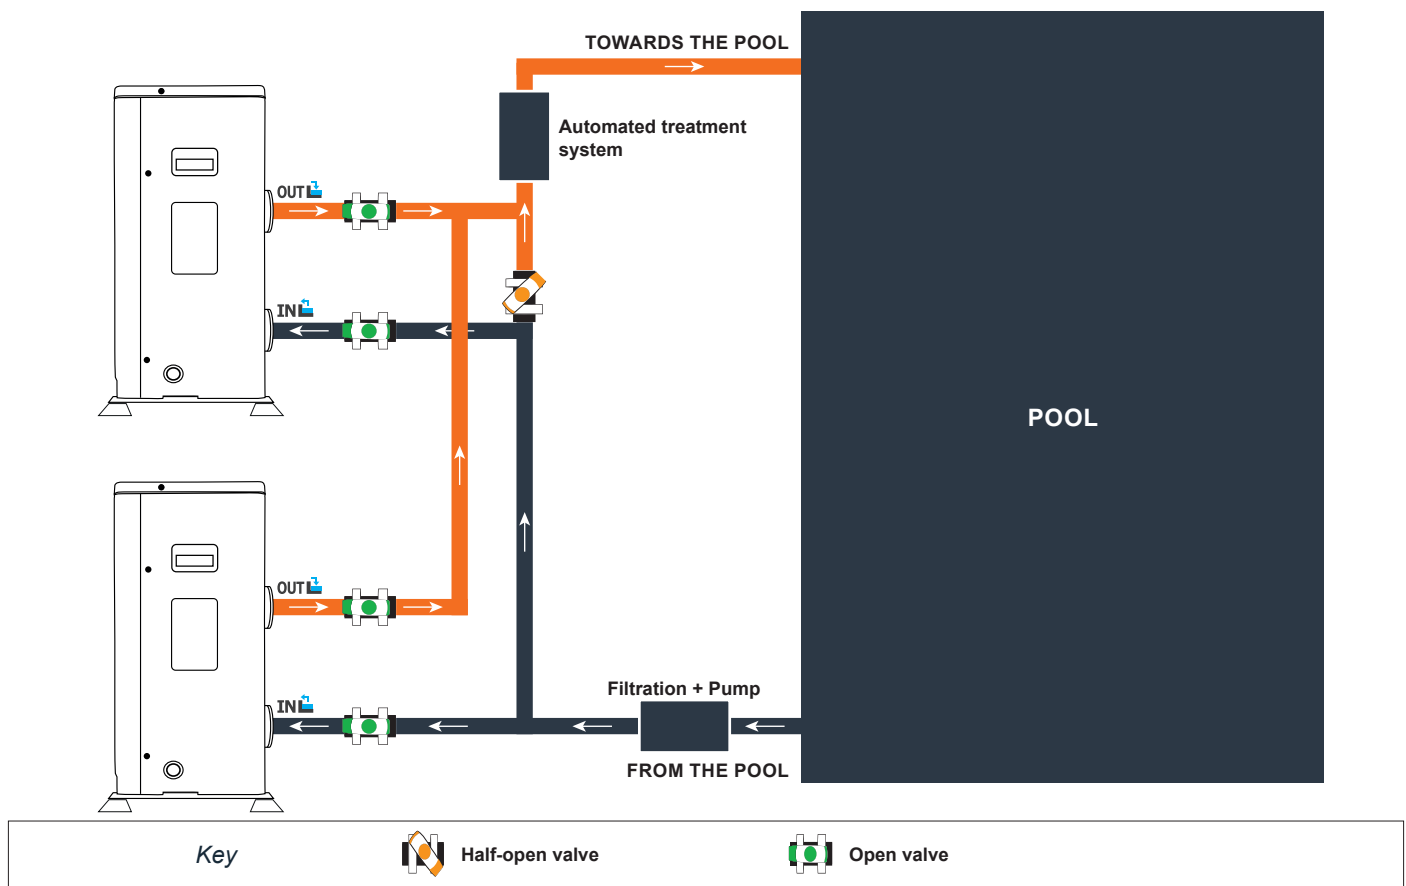 TOWARDS THE POOL
Automated treatment
system
OUT
IN
POOL
OUT
IN
Filtration + Pump
FROM THE POOL
Key
Half-open valve
Open valve